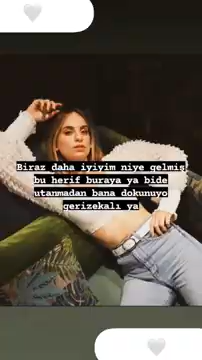 Biraz daha iyiyim niye gelmiş
bu herif buraya ya bide
utanmadan bana dokunuyo
gerizekalı ya